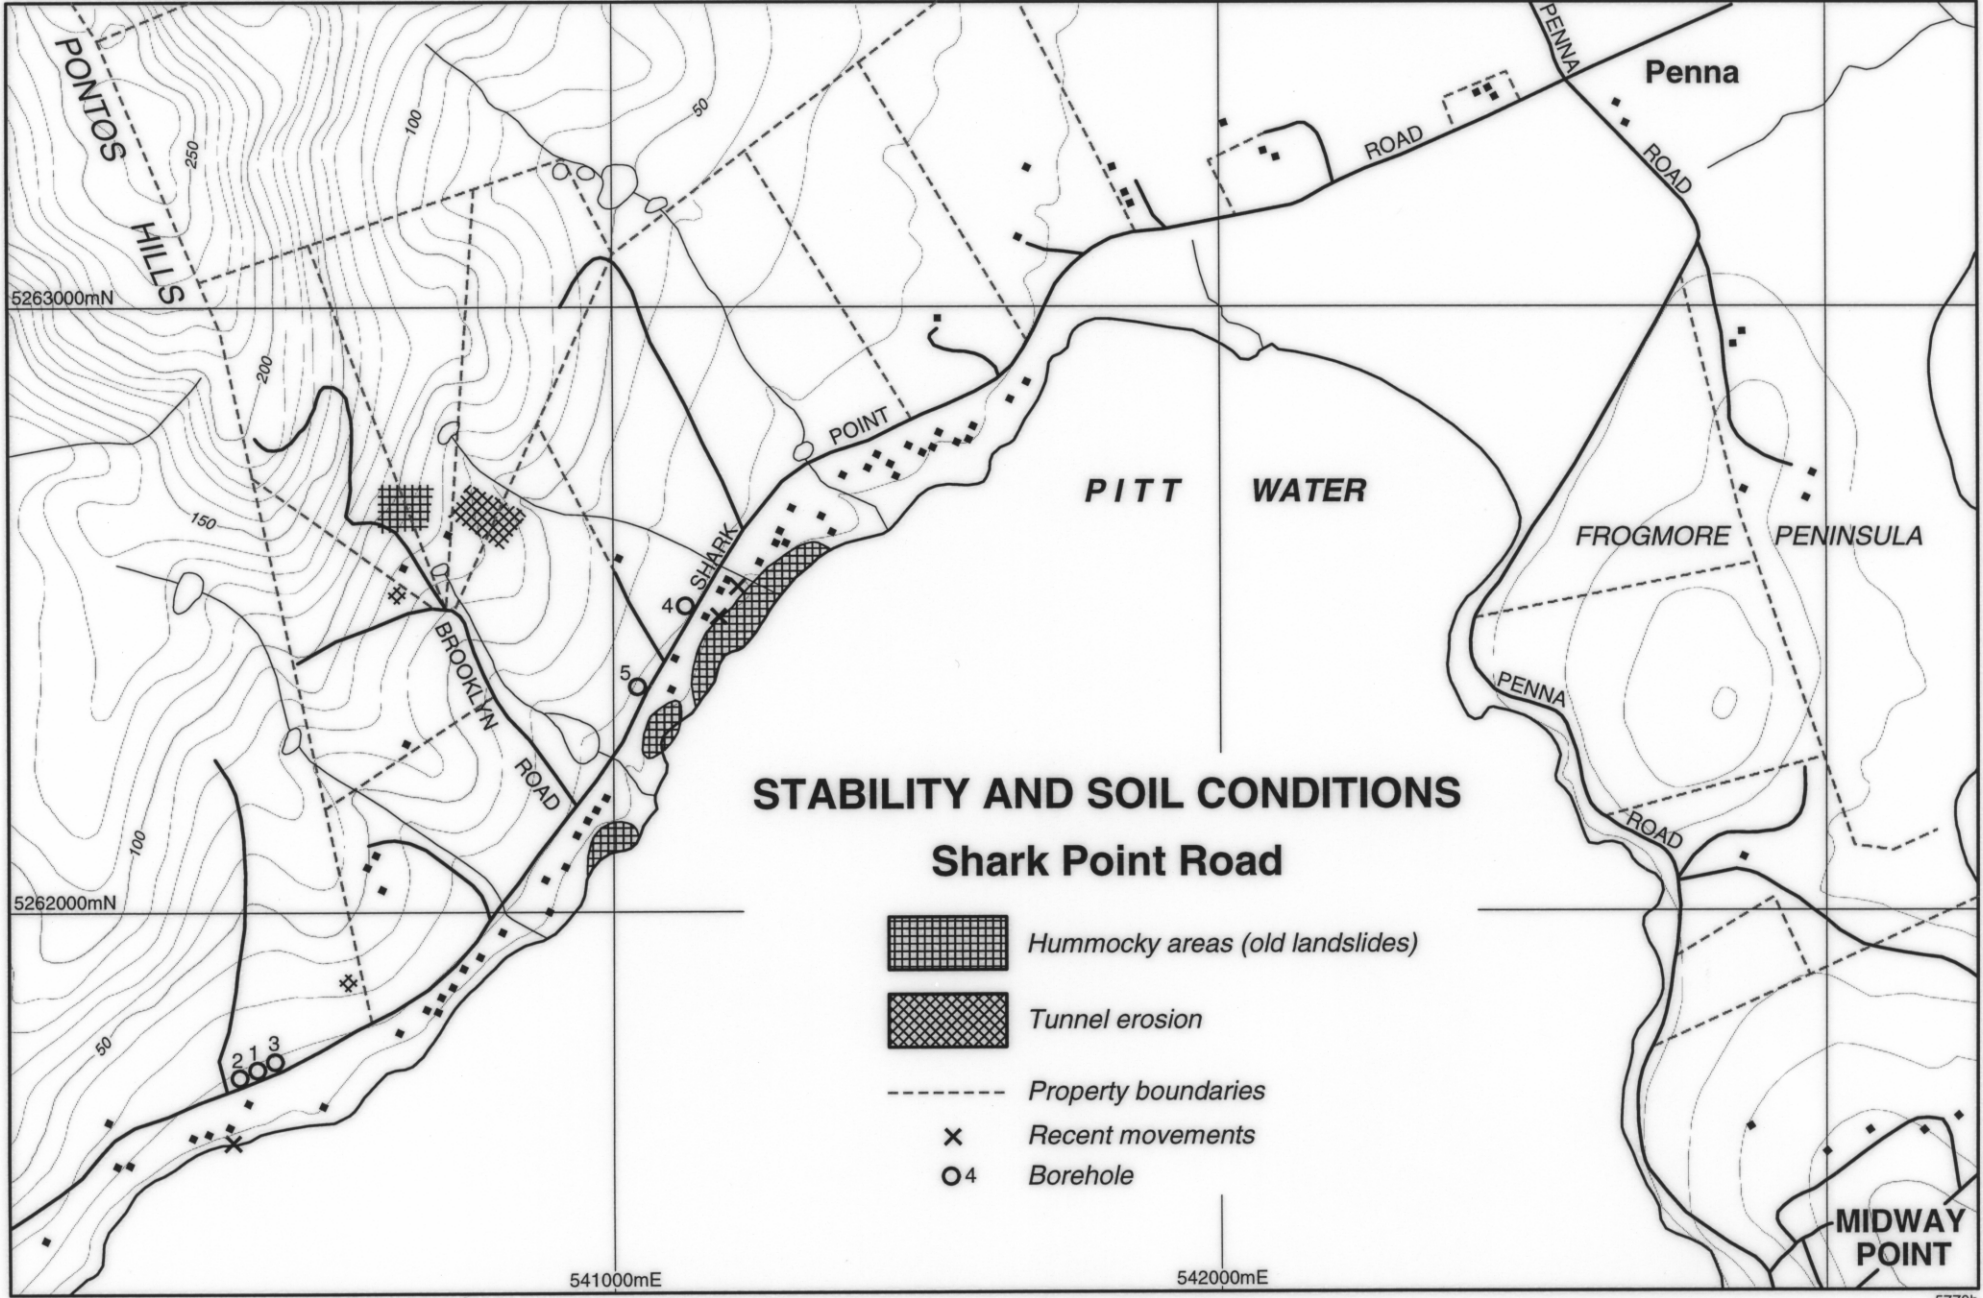 PENNA
Penna
PONTOS
HILLS
250
100
50
ROAD
ROAD
5263000mN
200
POINT
SHARK
PITT WATER
FROGMORE PENINSULA
150
4
5
BROOKLYN
ROAD
PENNA
ROAD
100
STABILITY AND SOIL CONDITIONS
Shark Point Road
5262000mN
Hummocky areas (old landslides)
Tunnel erosion
Property boundaries
Recent movements
4 Borehole
50
2 1 3
MIDWAY
POINT
541000mE
542000mE